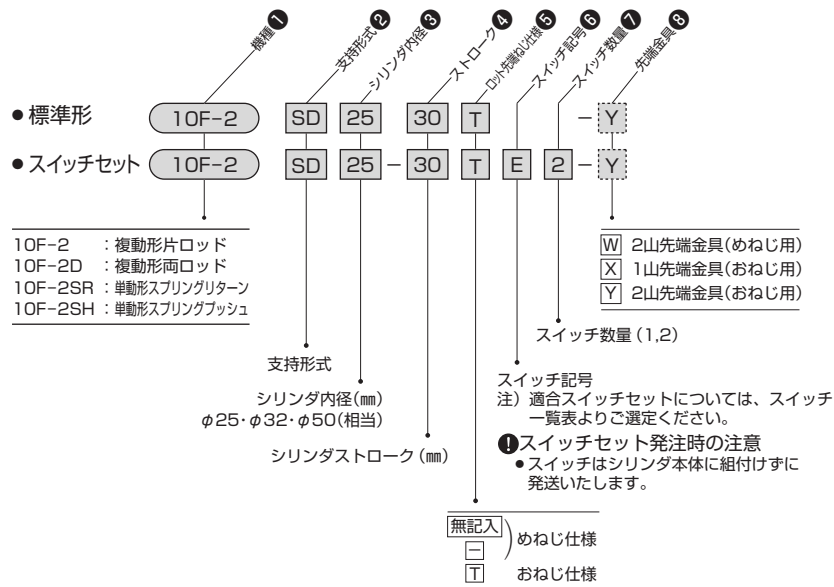 機種❶
支持形式❷
シリンダ内径❸
ストローク❹
ロッド先端ねじ仕様❺
スイッチ記号❻
スイッチ数量❼
先端金具❽
●標準形 10F-2 SD 25 30 T -Y
●スイッチセット 10F-2 SD 25 -30 T E 2 -Y
10F-2 :複動形片ロッド
10F-2D :複動形両ロッド
10F-2SR :単動形スプリングリターン
10F-2SH :単動形スプリングプッシュ
W 2山先端金具(めねじ用)
X 1山先端金具(おねじ用)
Y 2山先端金具(おねじ用)
スイッチ数量(1,2)
支持形式
スイッチ記号
注)適合スイッチセットについては、スイッチ
一覧表よりご選定ください。
シリンダ内径(㎜)
φ25・φ32・φ50(相当)
!スイッチセット発注時の注意
●スイッチはシリンダ本体に組付けずに
発送いたします。
シリンダストローク(㎜)
無記入
- )めねじ仕様
T おねじ仕様